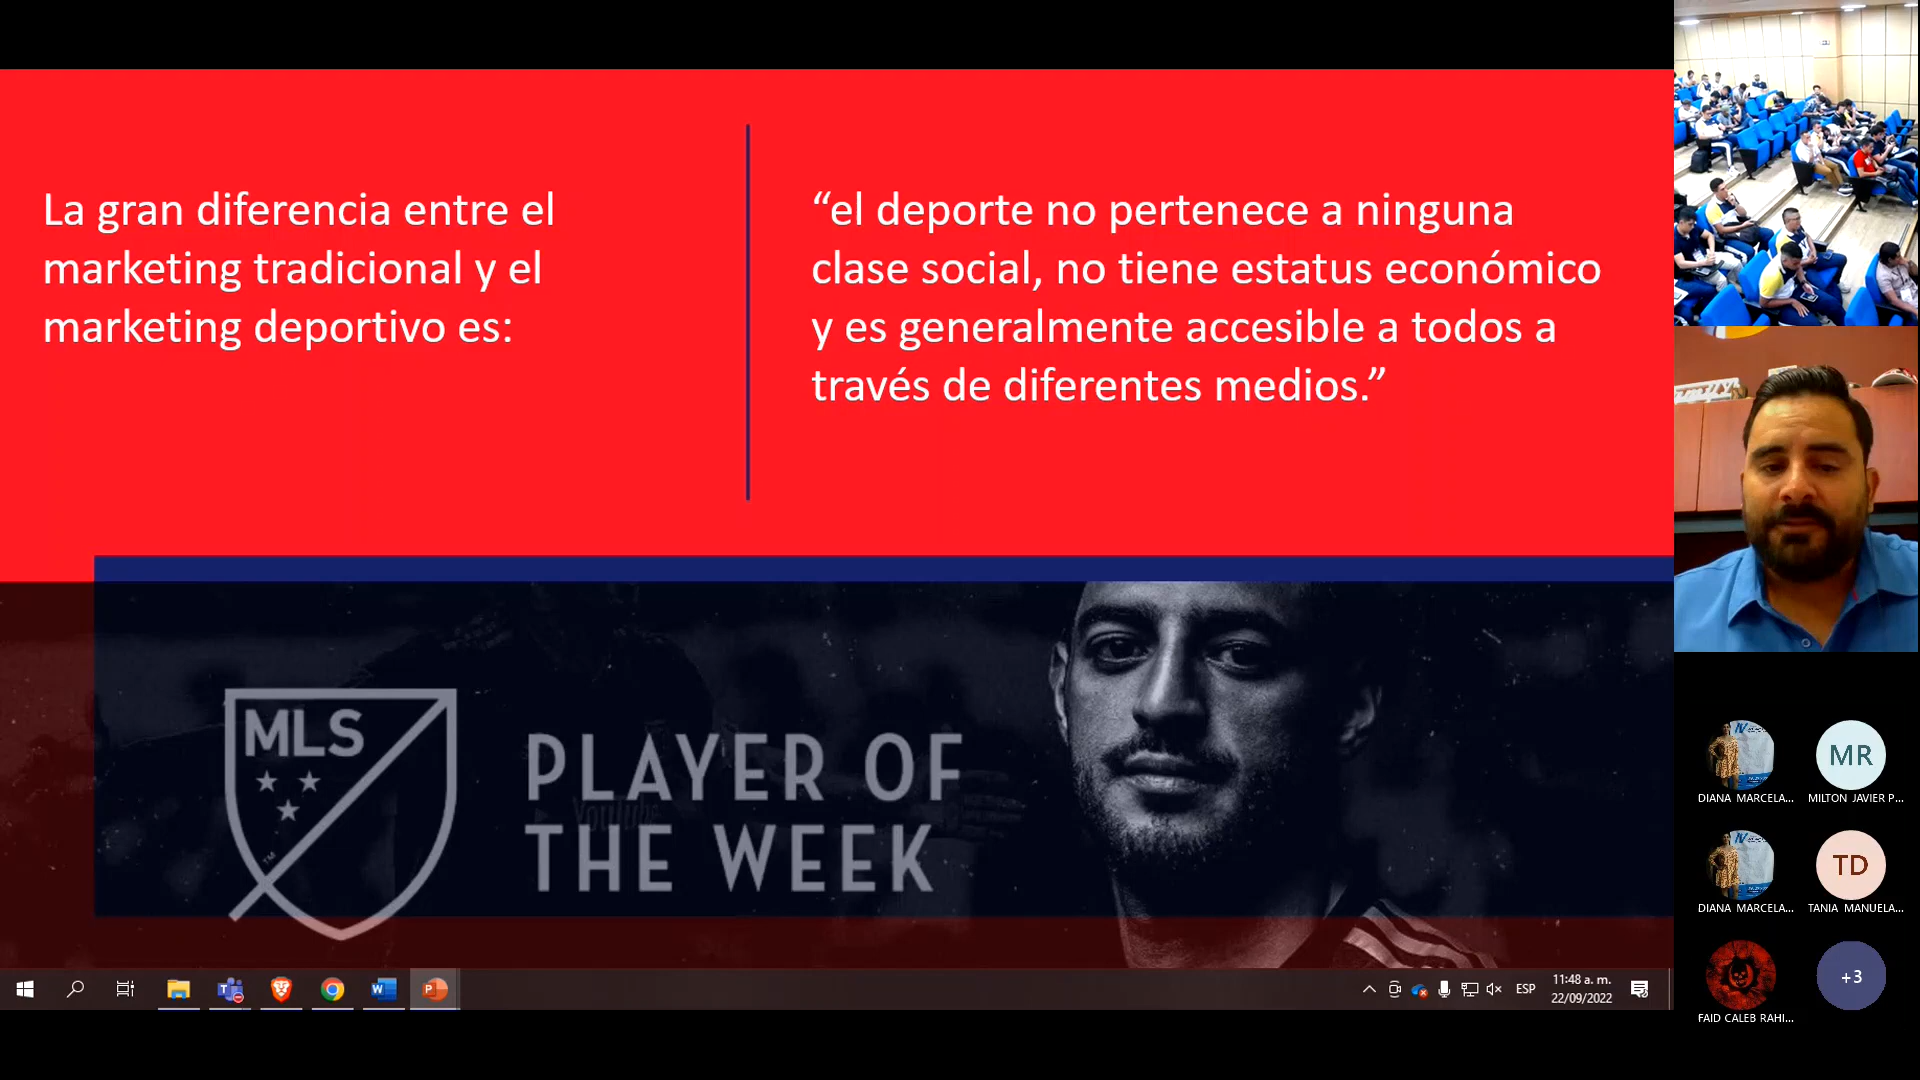 La gran diferencia entre el
marketing tradicional y el
marketing deportivo es:
“el deporte no pertenece a ninguna
clase social, no tiene estatus económico
y es generalmente accesible a todos a
través de diferentes medios.”
MLS
TM
PLAYER OF
THE WEEK
YouTube
ESP
11:48 a. m.
22/09/2022
DIANA MARCELA...
MR
MILTON JAVIER P...
DIANA MARCELA...
TD
TANIA MANUELA...
FAID CALEB RAHI...
+3